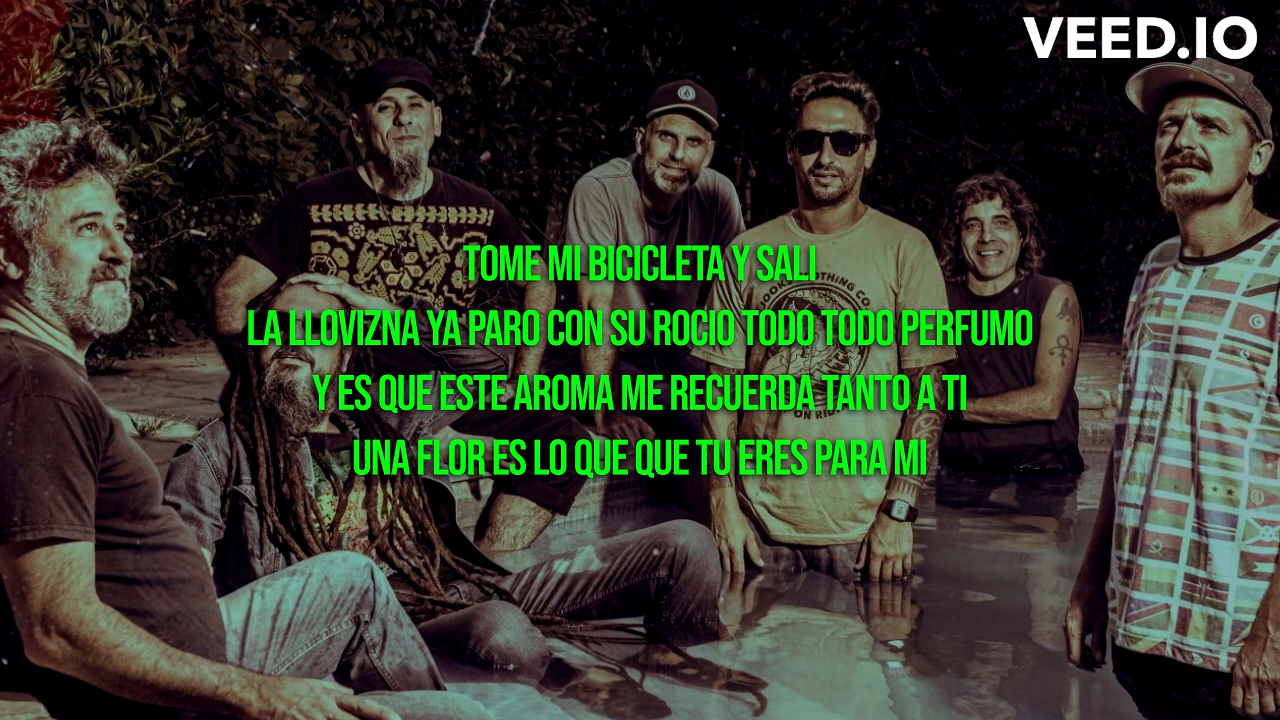 VEED.IO
TOME MI BICICLETA Y SALI
LA LLOVIZNA YA PARO CON SU ROCIO TODO TODO PERFUMO
Y ES QUE ESTE AROMA ME RECUERDA TANTO A TI
UNA FLOR ES LO QUE QUE TU ERES PARA MI